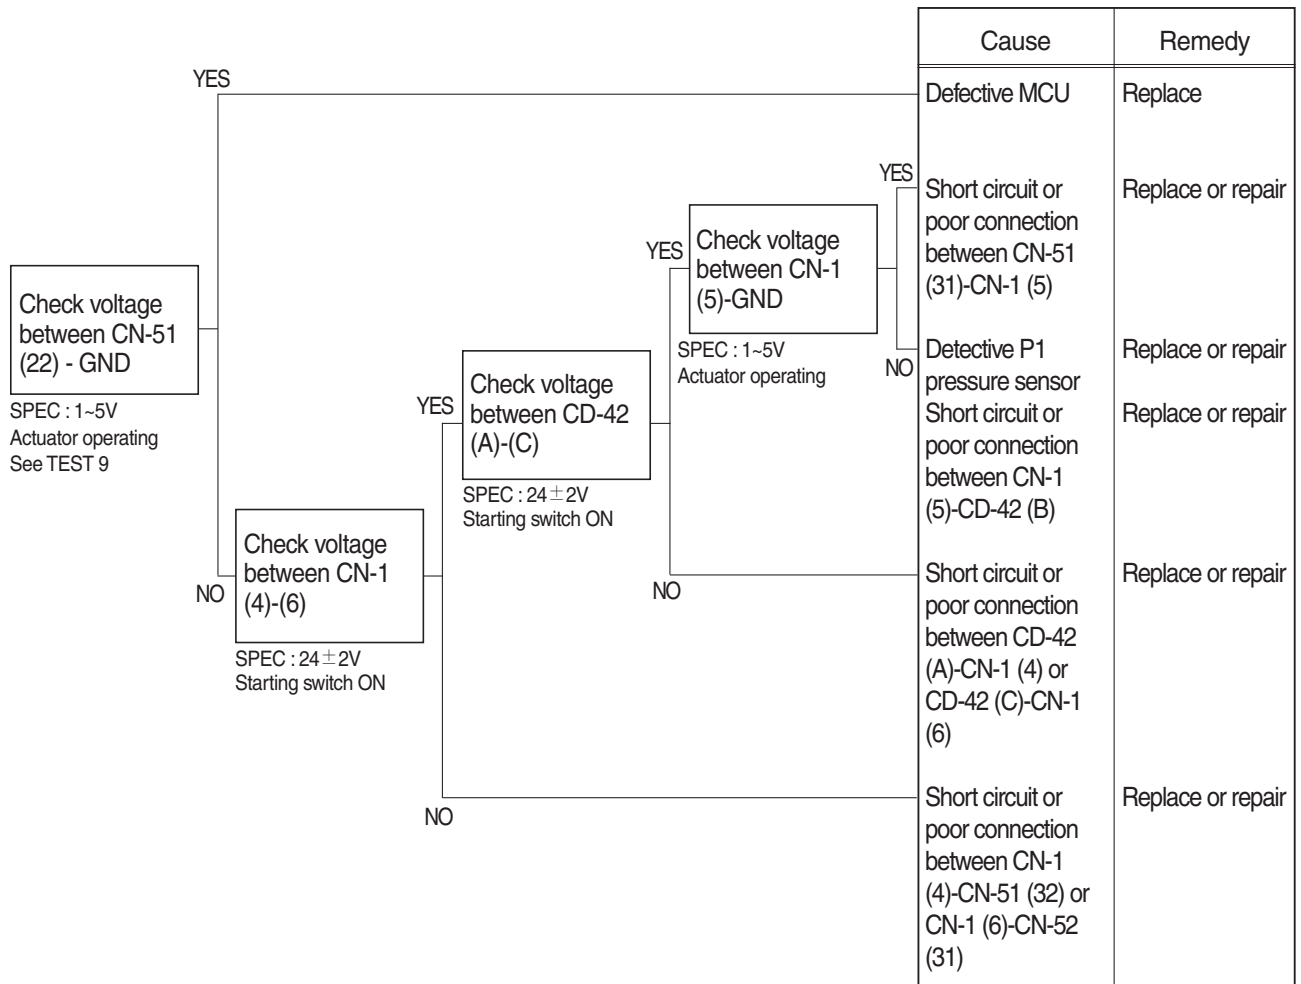 Cause
Remedy
YES
Defective MCU
Replace
YES
Short circuit or
poor connection
between CN-51
(31)-CN-1 (5)
Replace or repair
YES
Check voltage
between CN-1
(5)-GND
SPEC : 1~5V
Actuator operating
NO
Detective P1
pressure sensor
Replace or repair
Short circuit or
poor connection
between CN-1
(5)-CD-42 (B)
Replace or repair
Check voltage
between CN-51
(22) - GND
SPEC : 1~5V
Actuator operating
See TEST 9
YES
Check voltage
between CD-42
(A)-(C)
SPEC : 24±2V
Starting switch ON
NO
Short circuit or
poor connection
between CD-42
(A)-CN-1 (4) or
CD-42 (C)-CN-1
(6)
Replace or repair
NO
Check voltage
between CN-1
(4)-(6)
SPEC : 24±2V
Starting switch ON
NO
Short circuit or
poor connection
between CN-1
(4)-CN-51 (32) or
CN-1 (6)-CN-52
(31)
Replace or repair